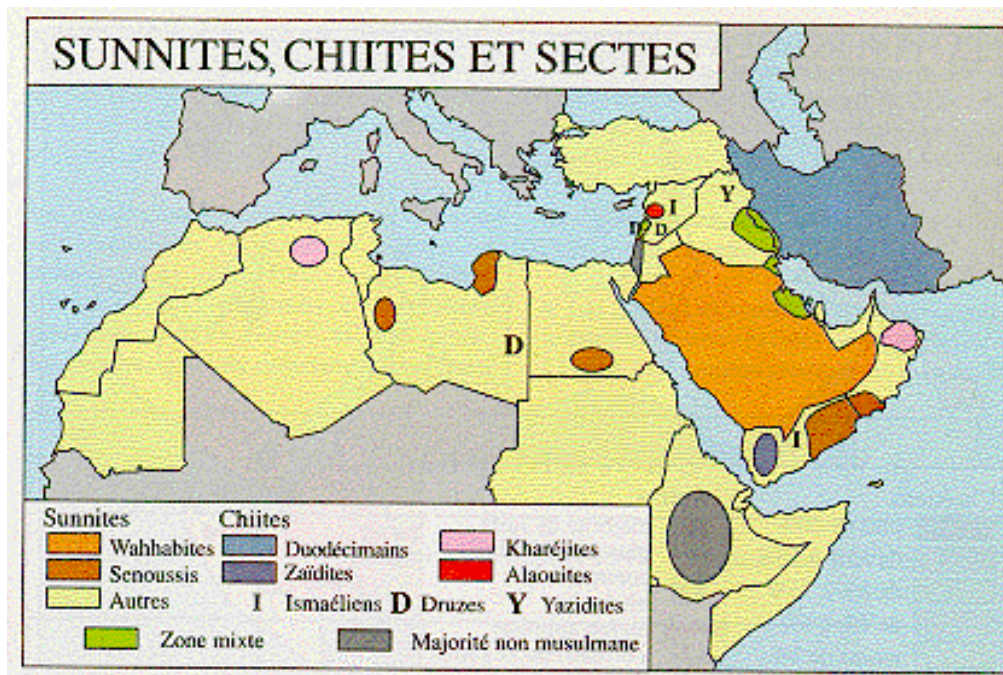 SUNNITES, CHIITES ET SECTES
Y
I
D
D
D
I
Sunnites Chiites
Wahhabites Duodécimains Kharéjites
Senoussis Zaïdites Alaouites
Autres I Ismaéliens D Druzes Y Yazidites
Zone mixte Majorité non musulmane